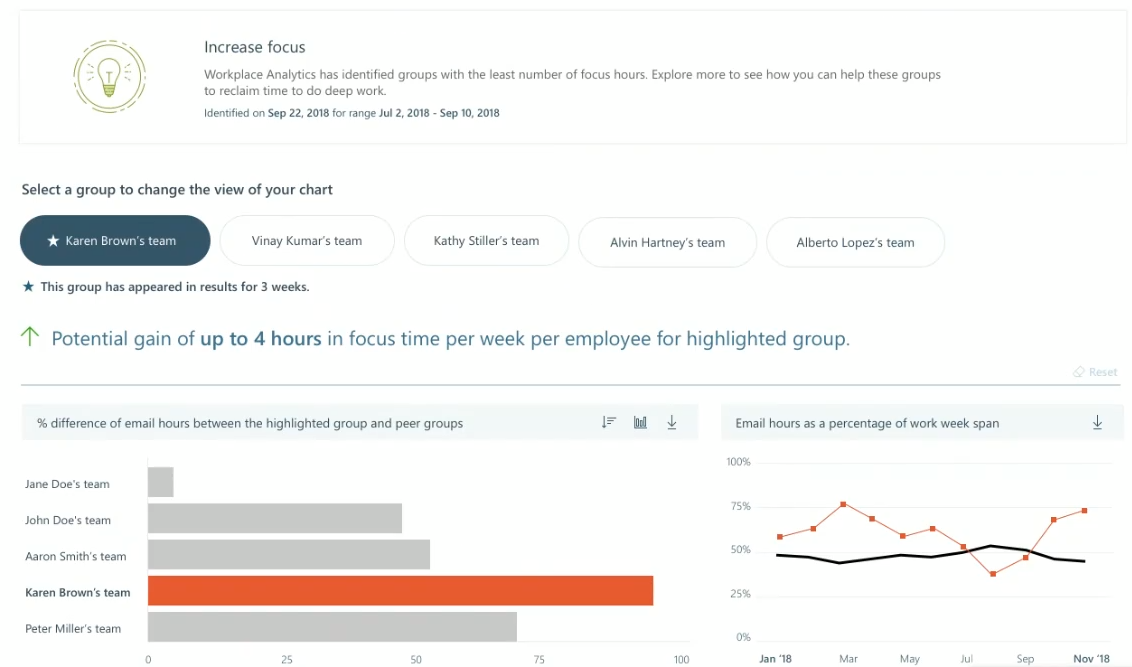 Increase focus
Workplace Analytics has identified groups with the least number of focus hours. Explore more to see how you can help these groups
to reclaim time to do deep work.
Identified on Sep 22, 2018 for range Jul 2, 2018 - Sep 10, 2018
Select a group to change the view of your chart
★ Karen Brown's team
Vinay Kumar's team
Kathy Stiller's team
Alvin Hartney's team
Alberto Lopez's team
★ This group has appeared in results for 3 weeks.
Potential gain of up to 4 hours in focus time per week per employee for highlighted group.
Reset
% difference of email hours between the highlighted group and peer groups
Jane Doe's team
John Doe's team
Aaron Smith's team
Karen Brown's team
Peter Miller's team
0 25 50 75 100
Email hours as a percentage of work week span
100%
75%
50%
25%
0%
Jan '18 Mar May Jul Sep Nov '18